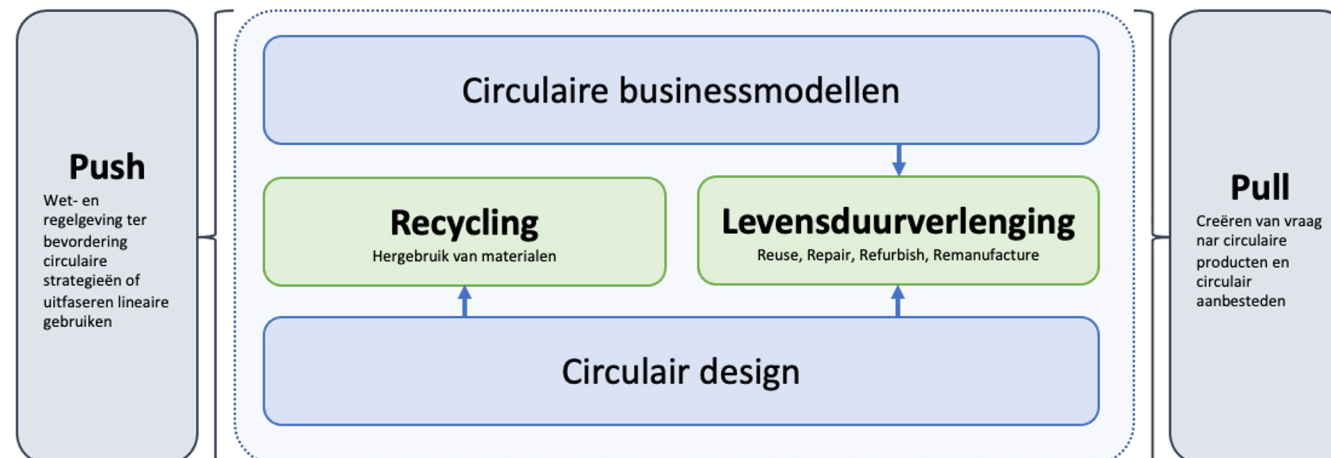 Push
Wet- en
regelgeving ter
bevordering
circulaire
strategieën of
uitfaseren lineaire
gebruiken
Circulaire businessmodellen
Recycling
Hergebruik van materialen
Levensduurverlenging
Reuse, Repair, Refurbish, Remanufacture
Circulair design
Pull
Creëren van vraag
nar circulaire
producten en
circulair
aanbesteden